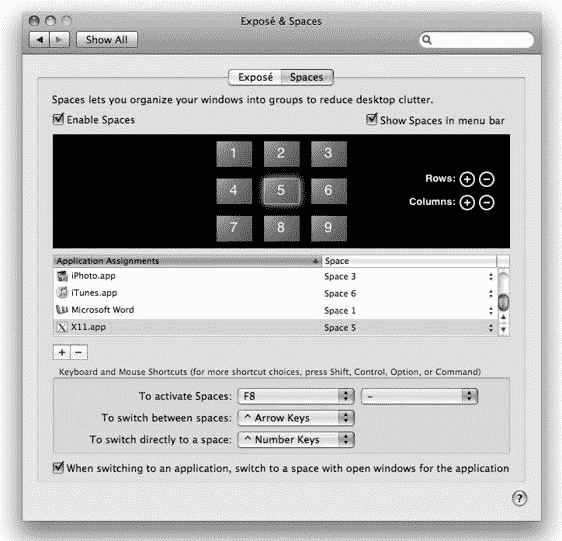 Exposé & Spaces
Show All
Exposé Spaces
Spaces lets you organize your windows into groups to reduce desktop clutter.
Enable Spaces Show Spaces in menu bar
1 2 3
4 5 6
7 8 9
Rows: + −
Columns: + −
Application Assignments Space
iPhoto.app Space 3
iTunes.app Space 6
Microsoft Word Space 1
X11.app Space 5
+ −
Keyboard and Mouse Shortcuts (for more shortcut choices, press Shift, Control, Option, or Command)
To activate Spaces: F8 –
To switch between spaces: ^ Arrow Keys
To switch directly to a space: ^ Number Keys
When switching to an application, switch to a space with open windows for the application
?